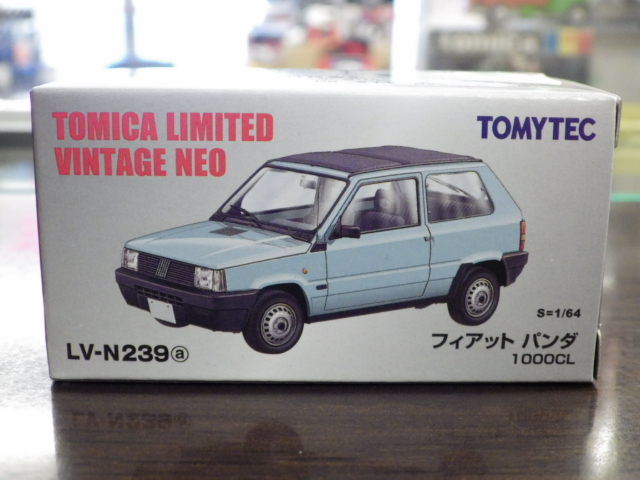 TOMICA LIMITED
VINTAGE NEO
TOMYTEC
S=1/64
LV-N239ⓐ
フィアット パンダ
1000CL